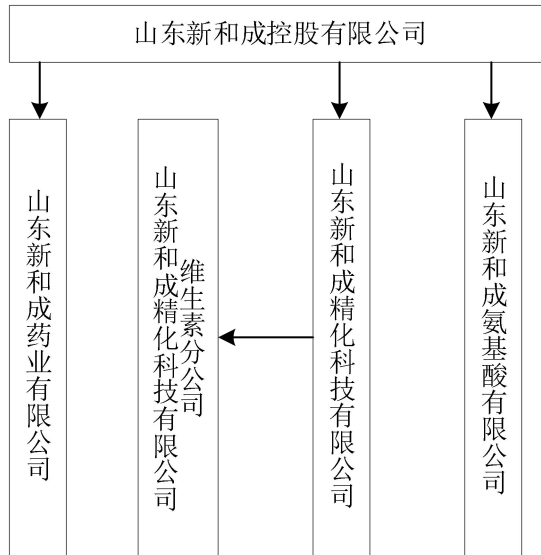 山东新和成控股有限公司
山东新和成药业有限公司
山东新和成精化科技有限公司
维生素分公司
山东新和成精化科技有限公司
山东新和成氨基酸有限公司